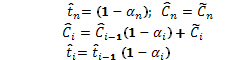 t̂ₙ = (1 − αₙ); Ĉₙ = C̃ₙ
Ĉᵢ = Ĉᵢ₋₁(1 − αᵢ) + C̃ᵢ
t̂ᵢ = t̂ᵢ₋₁ (1 − αᵢ)